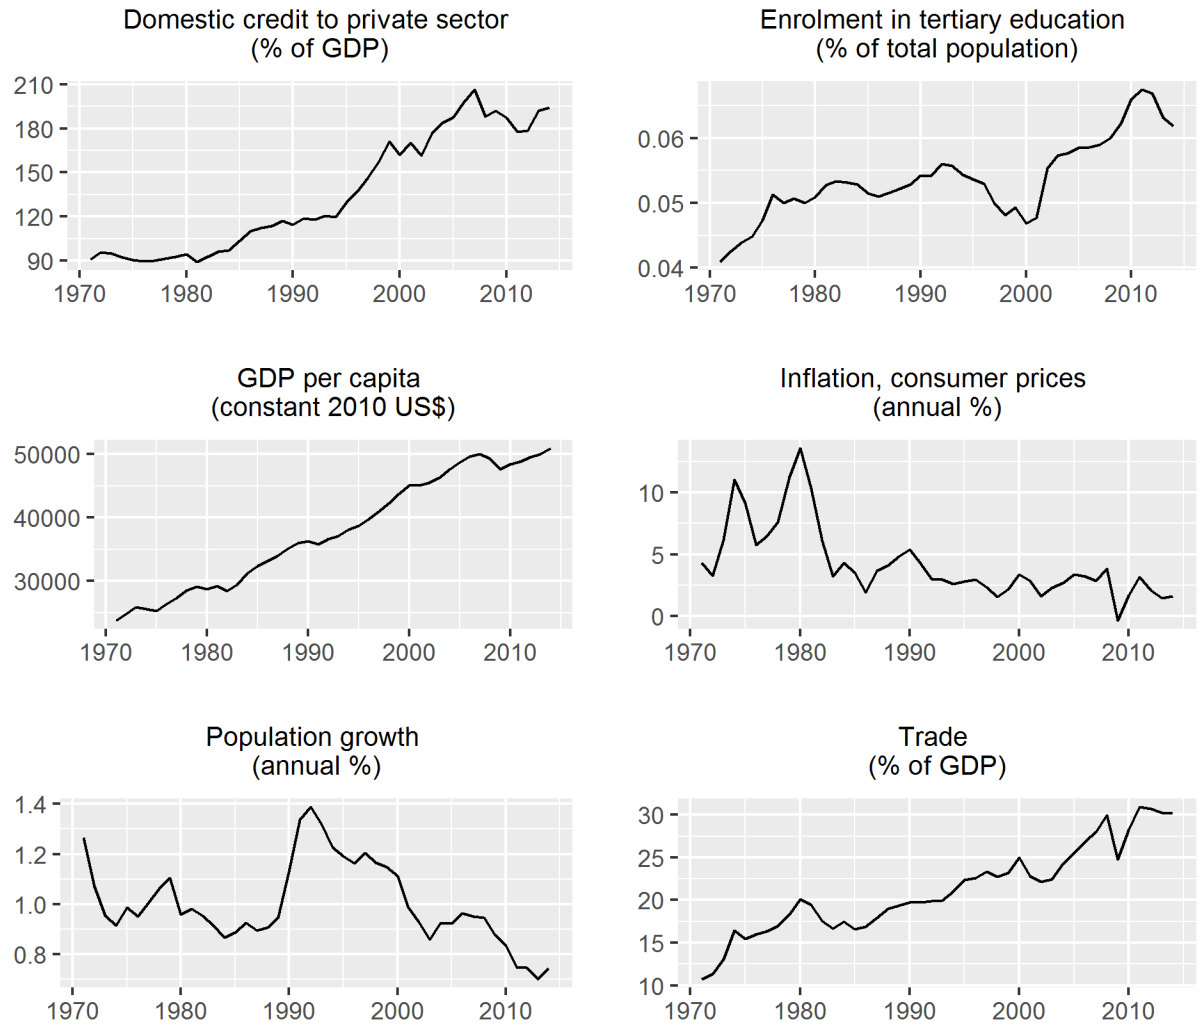 Domestic credit to private sector
(% of GDP)
210
180
150
120
90
1970 1980 1990 2000 2010
Enrolment in tertiary education
(% of total population)
0.06
0.05
0.04
1970 1980 1990 2000 2010
GDP per capita
(constant 2010 US$)
50000
40000
30000
1970 1980 1990 2000 2010
Inflation, consumer prices
(annual %)
10
5
0
1970 1980 1990 2000 2010
Population growth
(annual %)
1.4
1.2
1.0
0.8
1970 1980 1990 2000 2010
Trade
(% of GDP)
30
25
20
15
10
1970 1980 1990 2000 2010